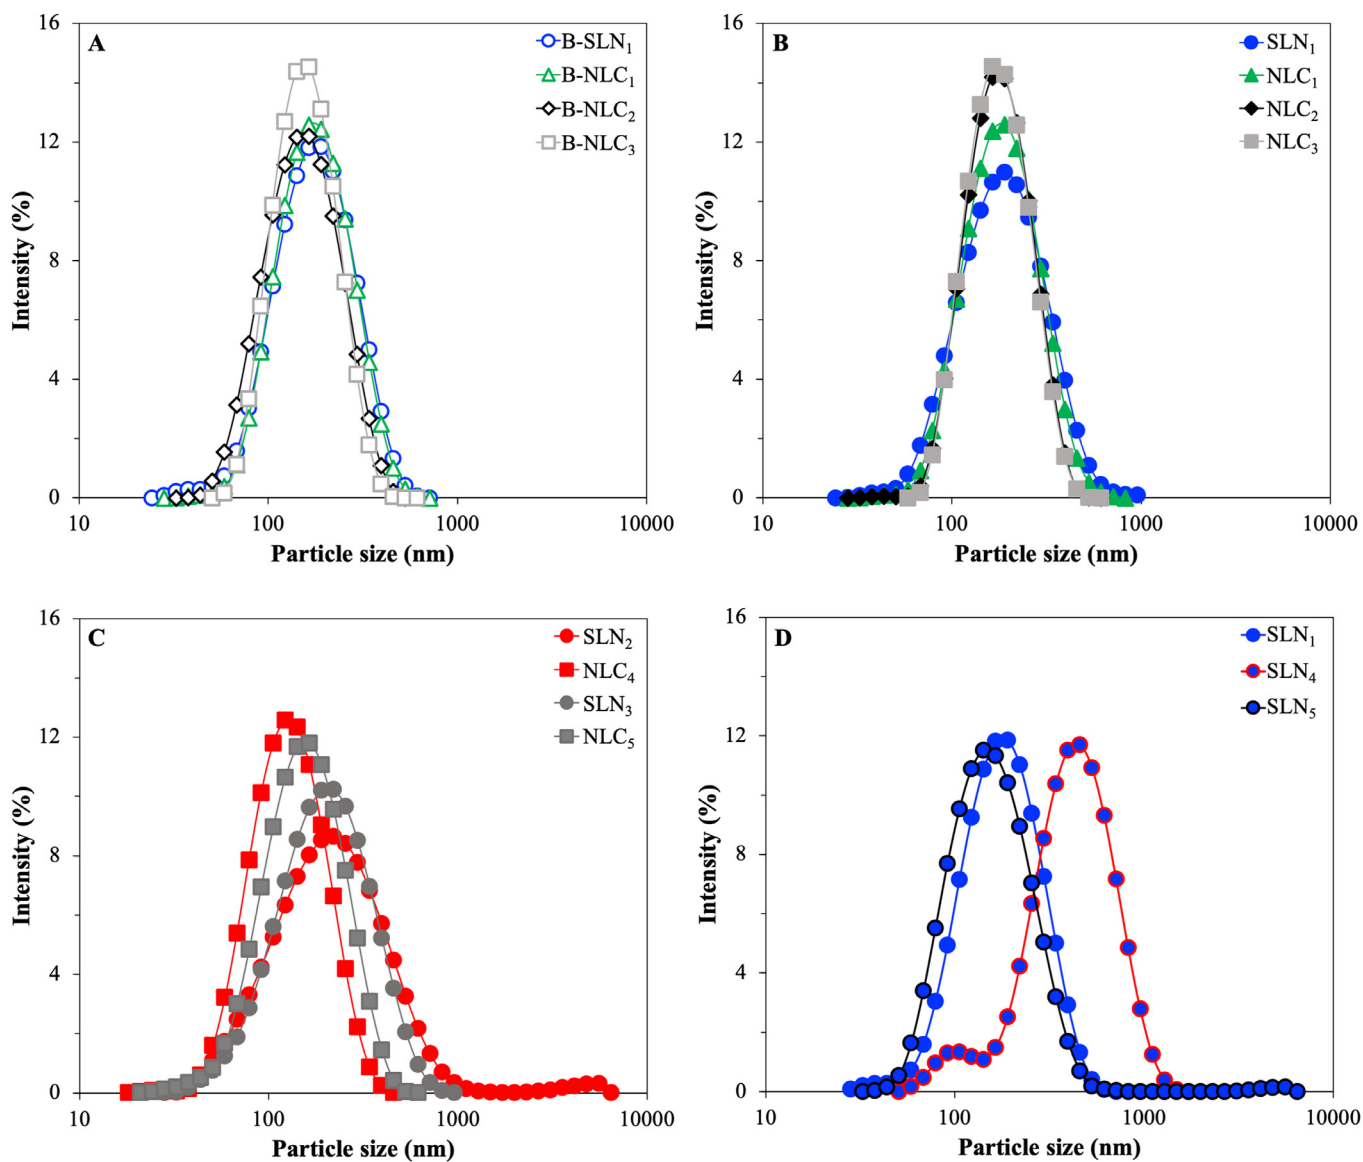 A
B-SLN₁
B-NLC₁
B-NLC₂
B-NLC₃
16
12
8
4
0
Intensity (%)
10
100
1000
10000
Particle size (nm)
B
SLN₁
NLC₁
NLC₂
NLC₃
16
12
8
4
0
Intensity (%)
10
100
1000
10000
Particle size (nm)
C
SLN₂
NLC₄
SLN₃
NLC₅
16
12
8
4
0
Intensity (%)
10
100
1000
10000
Particle size (nm)
D
SLN₁
SLN₄
SLN₅
16
12
8
4
0
Intensity (%)
10
100
1000
10000
Particle size (nm)